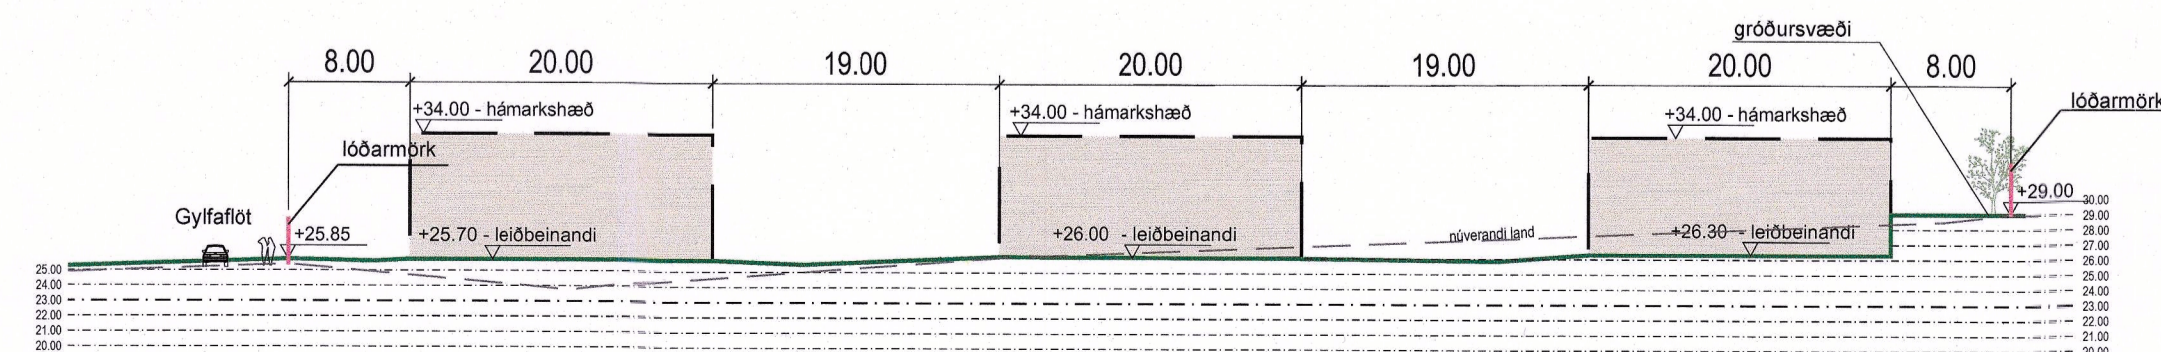 gróðursvæði
8.00
20.00
19.00
20.00
19.00
20.00
8.00
+34.00 - hámarkshæð
+34.00 - hámarkshæð
+34.00 - hámarkshæð
lóðarmörk
lóðarmörk
Gylfaflöt
+25.85
+25.70 - leiðbeinandi
+26.00 - leiðbeinandi
núverandi land
+26.30 - leiðbeinandi
+29.00
25.00
24.00
23.00
22.00
21.00
20.00
30.00
29.00
28.00
27.00
26.00
25.00
24.00
23.00
22.00
21.00
20.00